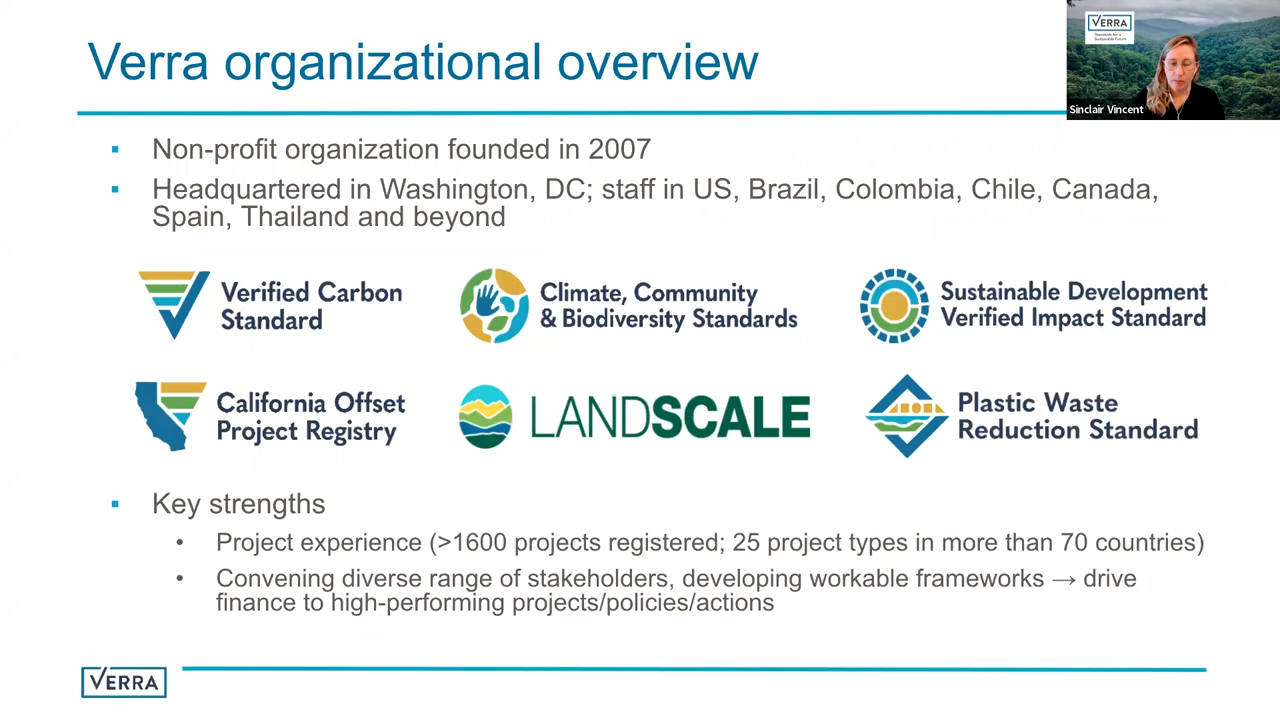 Verra organizational overview
VERRA
Standards for a
Sustainable Future
Sinclair Vincent
▪ Non-profit organization founded in 2007
▪ Headquartered in Washington, DC; staff in US, Brazil, Colombia, Chile, Canada,
Spain, Thailand and beyond
Verified Carbon
Standard
Climate, Community
& Biodiversity Standards
Sustainable Development
Verified Impact Standard
California Offset
Project Registry
LANDSCALE
Plastic Waste
Reduction Standard
▪ Key strengths
• Project experience (>1600 projects registered; 25 project types in more than 70 countries)
• Convening diverse range of stakeholders, developing workable frameworks → drive
finance to high-performing projects/policies/actions
VERRA